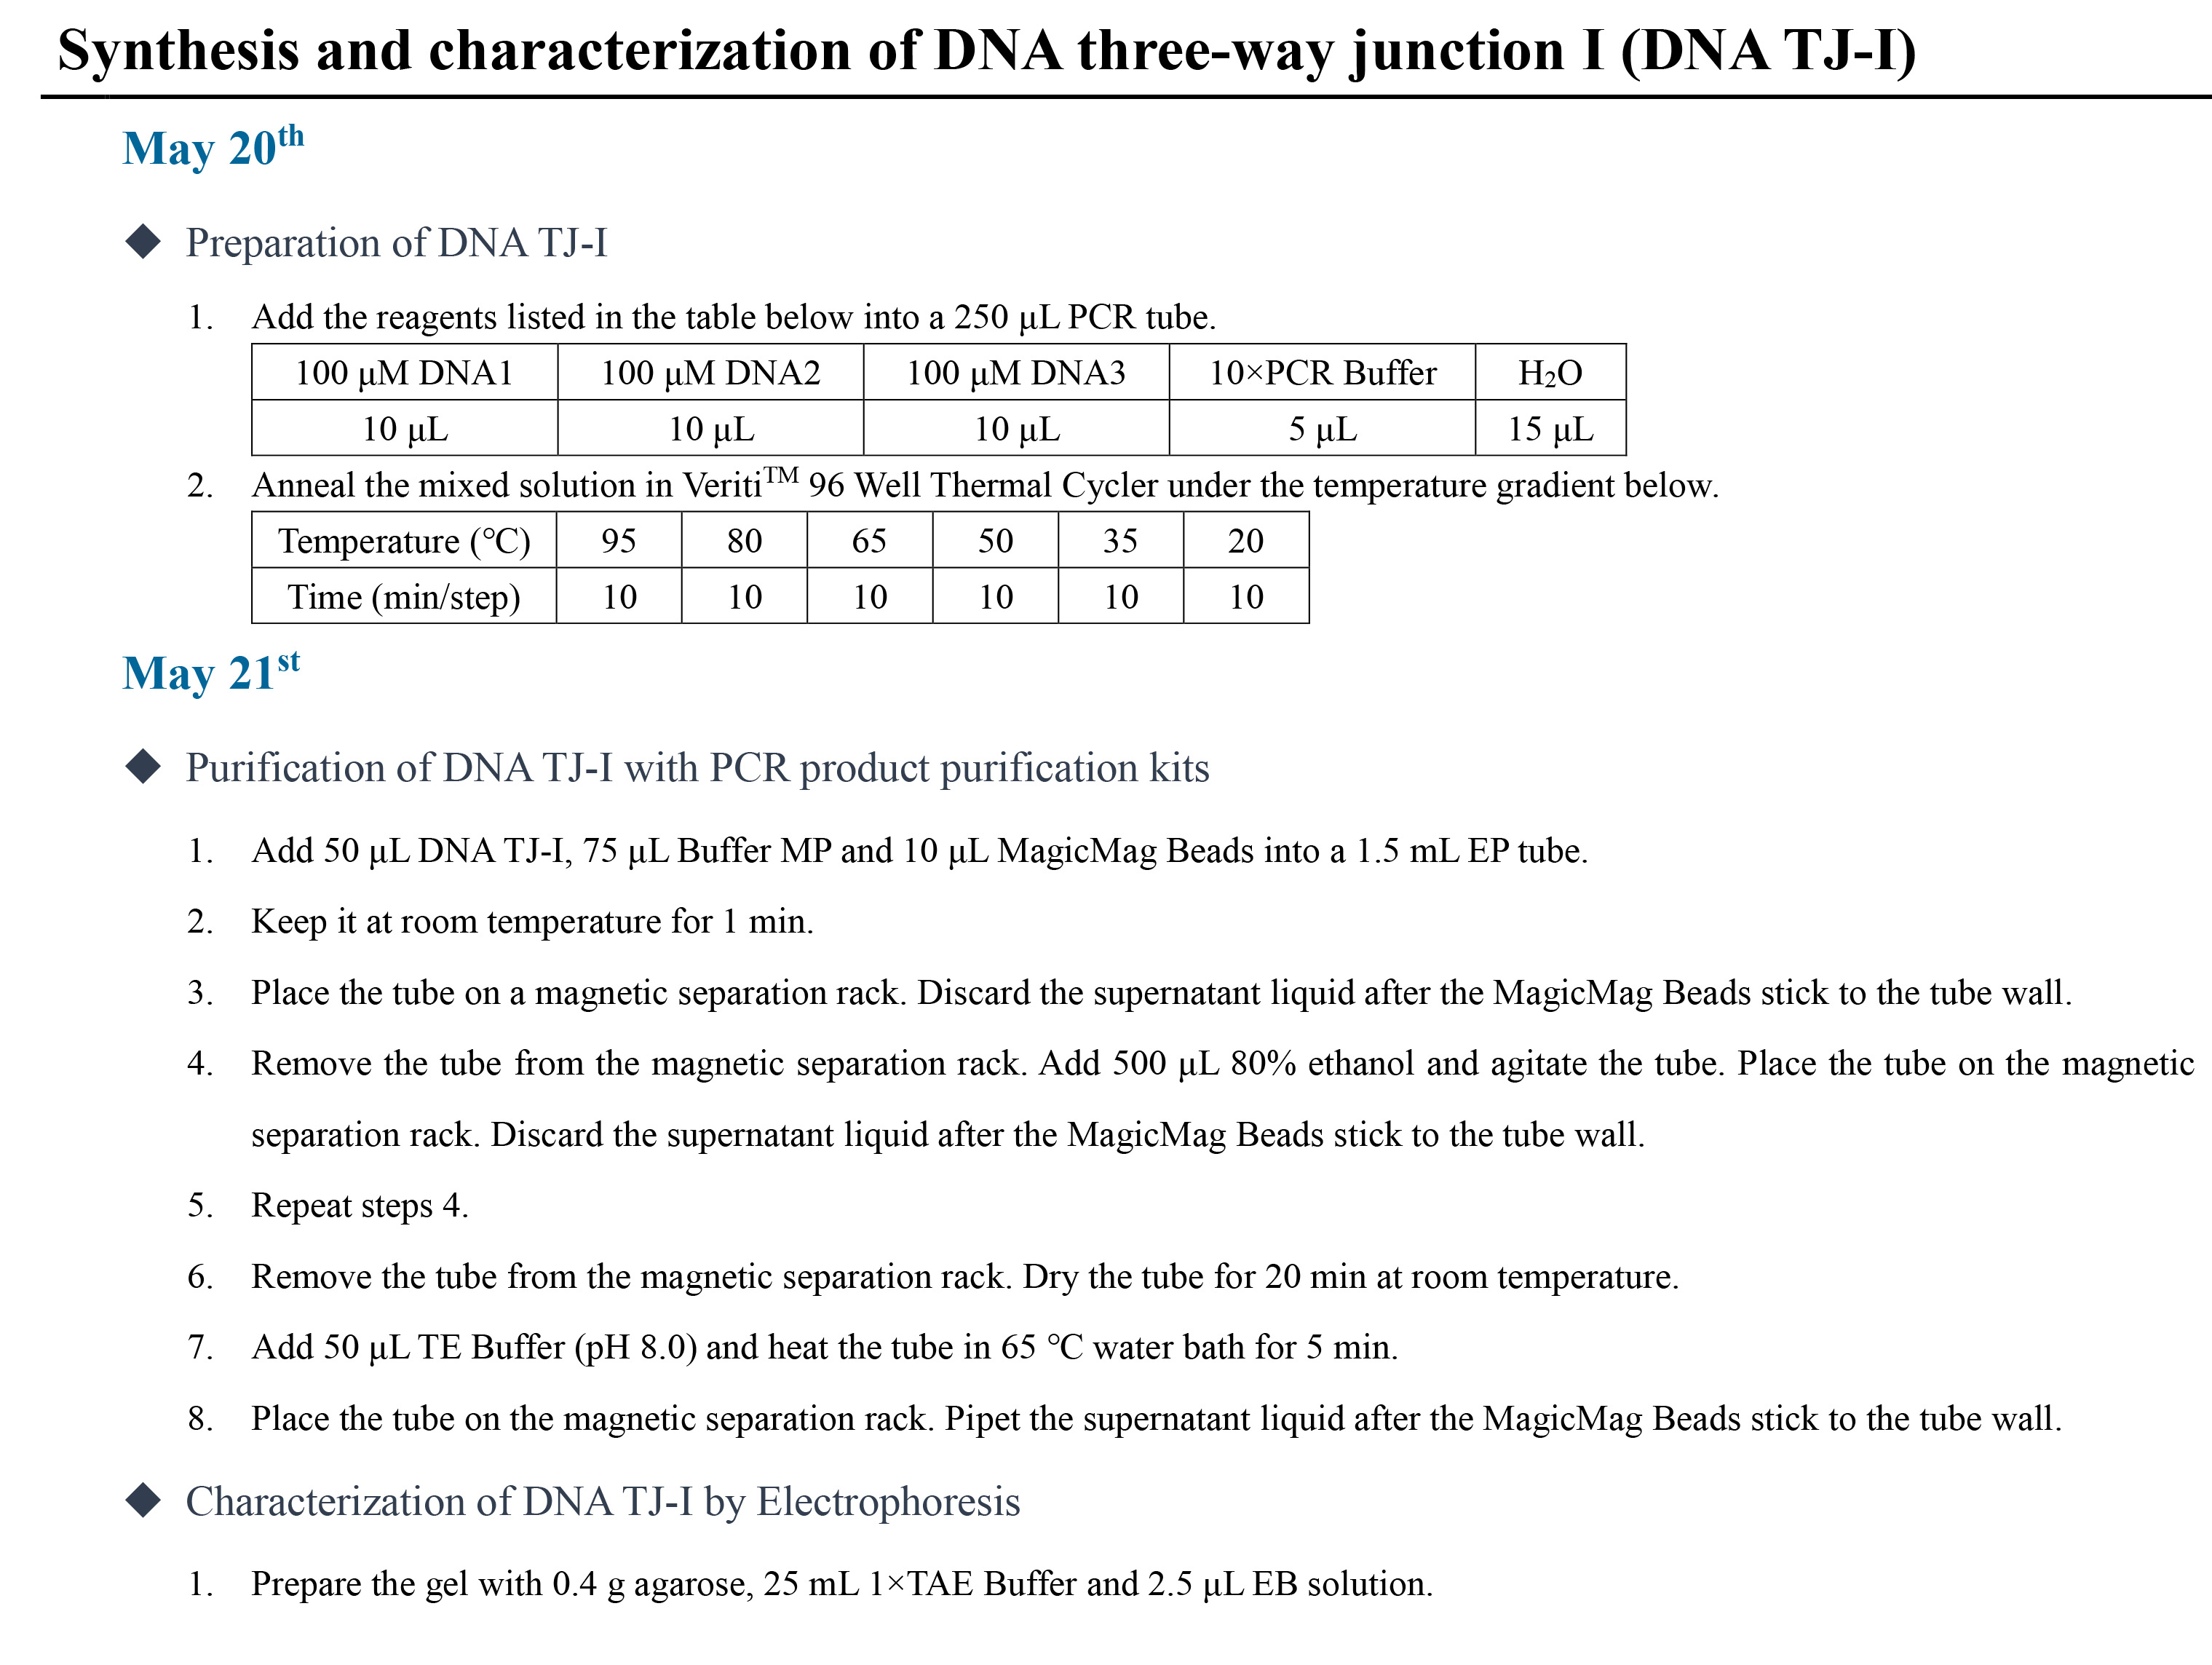 Synthesis and characterization of DNA three-way junction I (DNA TJ-I)
May 20th
◆ Preparation of DNA TJ-I
1. Add the reagents listed in the table below into a 250 μL PCR tube.
100 μM DNA1 100 μM DNA2 100 μM DNA3 10×PCR Buffer H₂O
10 μL 10 μL 10 μL 5 μL 15 μL
2. Anneal the mixed solution in Veriti™ 96 Well Thermal Cycler under the temperature gradient below.
Temperature (℃) 95 80 65 50 35 20
Time (min/step) 10 10 10 10 10 10
May 21st
◆ Purification of DNA TJ-I with PCR product purification kits
1. Add 50 μL DNA TJ-I, 75 μL Buffer MP and 10 μL MagicMag Beads into a 1.5 mL EP tube.
2. Keep it at room temperature for 1 min.
3. Place the tube on a magnetic separation rack. Discard the supernatant liquid after the MagicMag Beads stick to the tube wall.
4. Remove the tube from the magnetic separation rack. Add 500 μL 80% ethanol and agitate the tube. Place the tube on the magnetic
separation rack. Discard the supernatant liquid after the MagicMag Beads stick to the tube wall.
5. Repeat steps 4.
6. Remove the tube from the magnetic separation rack. Dry the tube for 20 min at room temperature.
7. Add 50 μL TE Buffer (pH 8.0) and heat the tube in 65 ℃ water bath for 5 min.
8. Place the tube on the magnetic separation rack. Pipet the supernatant liquid after the MagicMag Beads stick to the tube wall.
◆ Characterization of DNA TJ-I by Electrophoresis
1. Prepare the gel with 0.4 g agarose, 25 mL 1×TAE Buffer and 2.5 μL EB solution.